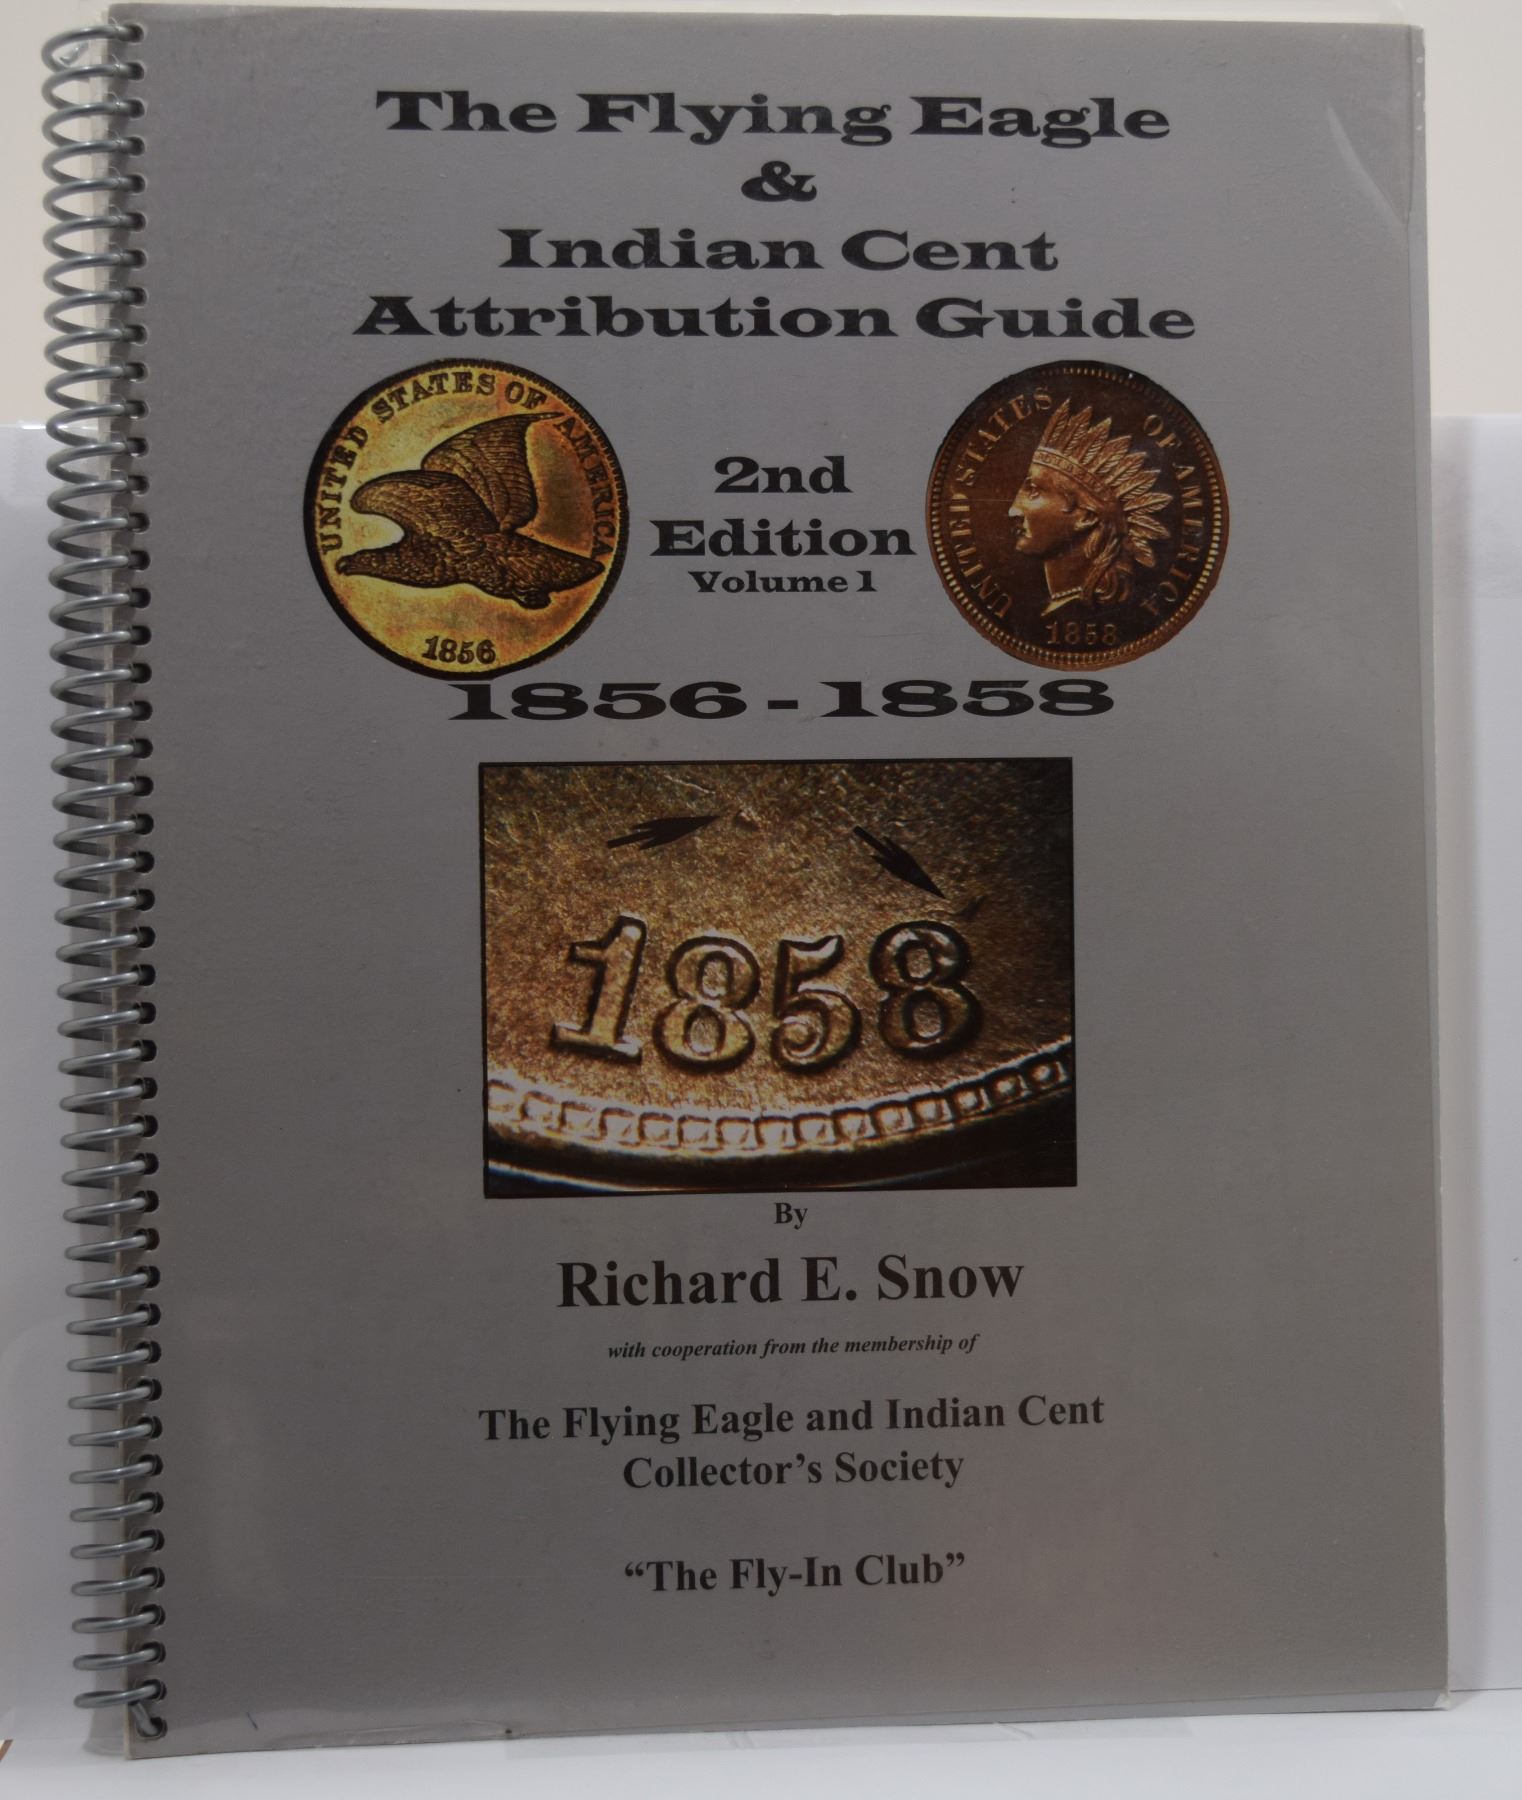 The Flying Eagle
&
Indian Cent
Attribution Guide
UNITED STATES OF AMERICA
1856
2nd
Edition
Volume 1
UNITED STATES OF AMERICA
1858
1856 - 1858
1858
By
Richard E. Snow
with cooperation from the membership of
The Flying Eagle and Indian Cent
Collector’s Society
“The Fly-In Club”